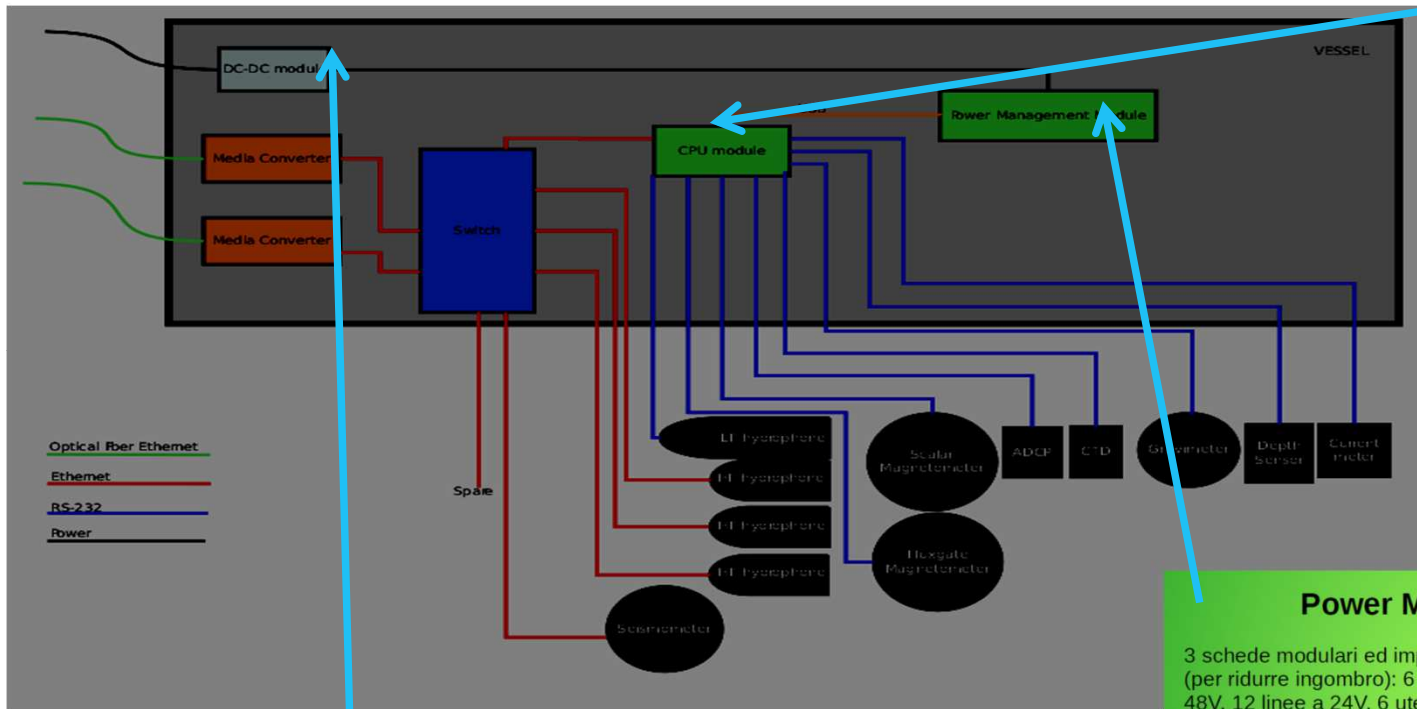 VESSEL
DC-DC modul
Power Management Module
CPU module
Media Converter
Switch
Media Converter
Optical Fiber Ethernet
Ethernet
RS-232
Power
Spare
LF hydrophone
HF hydrophone
HF hydrophone
HF hydrophone
Seismometer
Scalar
Magnetometer
Fluxgate
Magnetometer
ADCP
CTD
Gravimeter
Depth
Sensor
Current
meter
Power M
3 schede modulari ed imp
(per ridurre ingombro): 6
48V, 12 linee a 24V, 6 ute